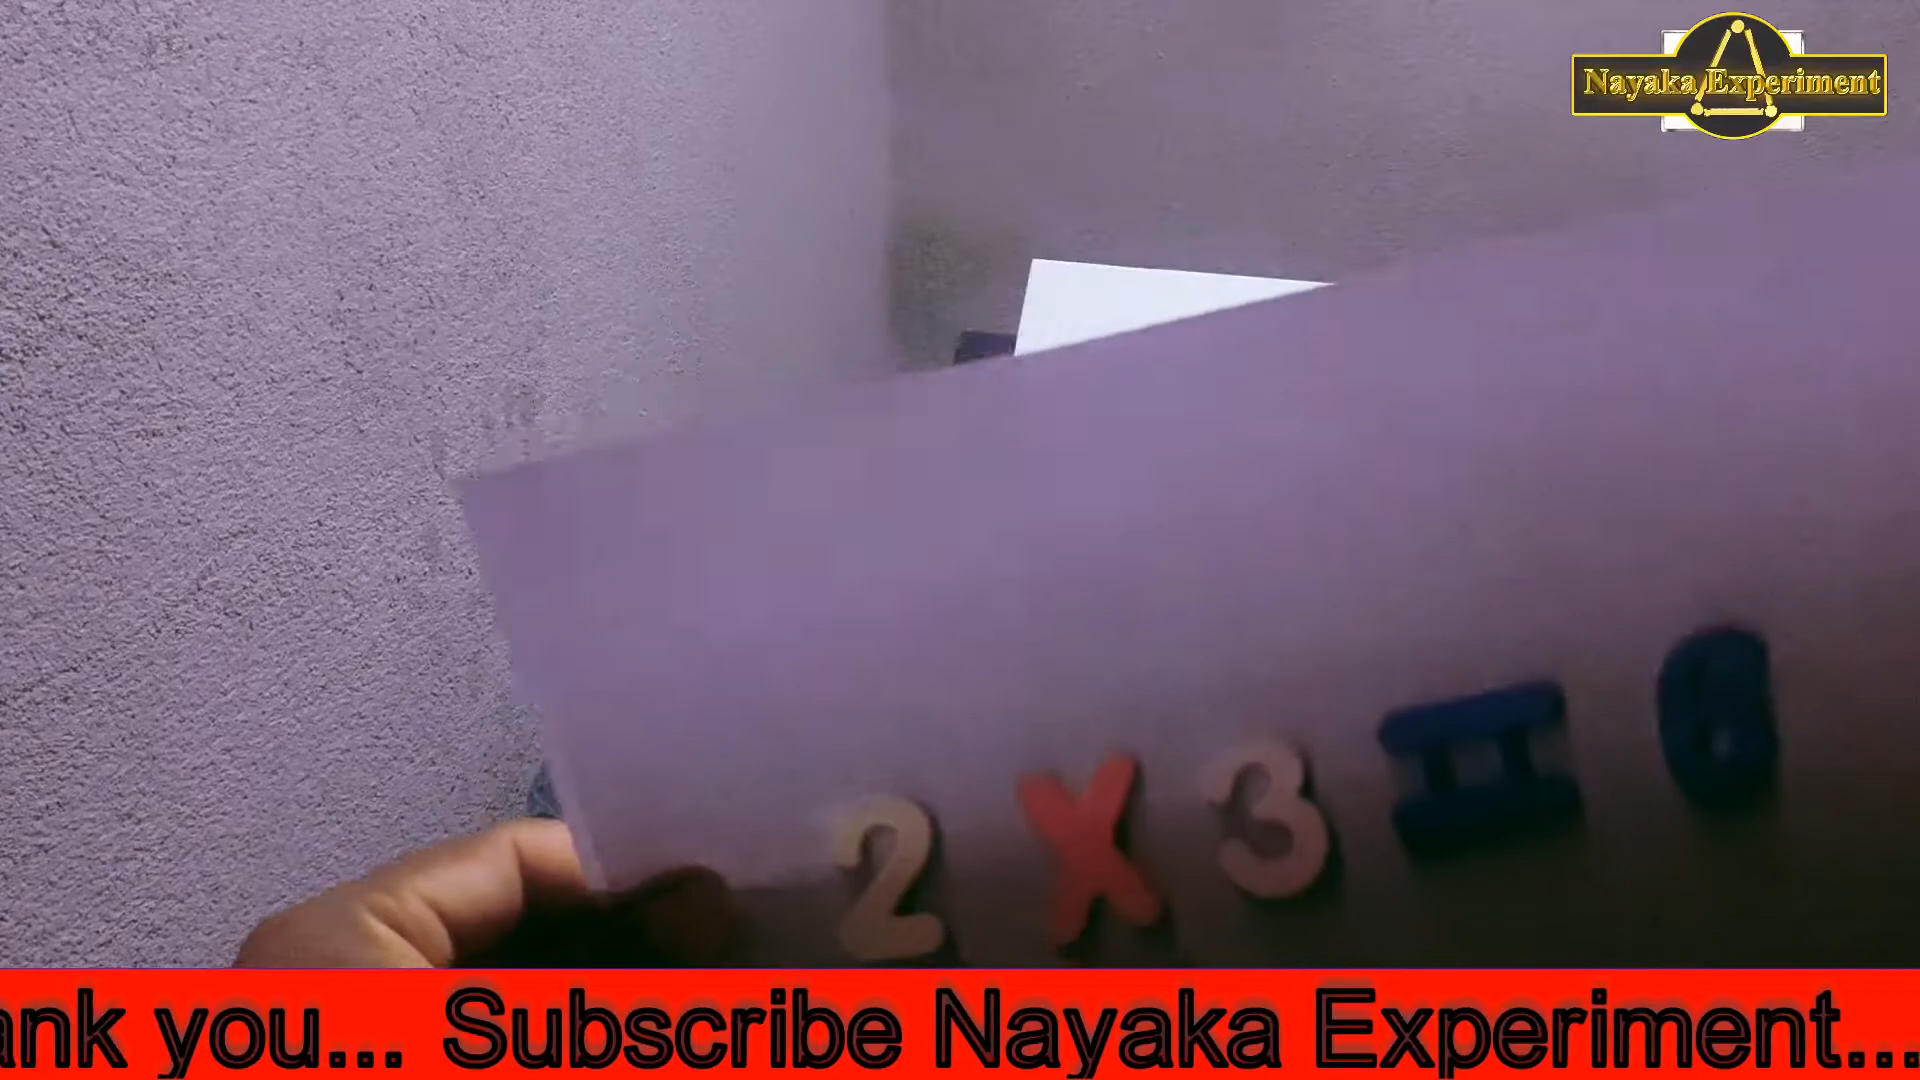 Nayaka Experiment
2 X 3 = 6
ank you... Subscribe Nayaka Experiment...